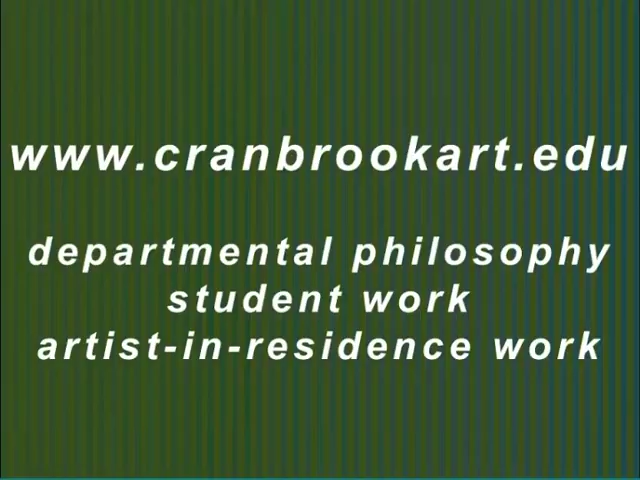 www.cranbrookart.edu
departmental philosophy
student work
artist-in-residence work